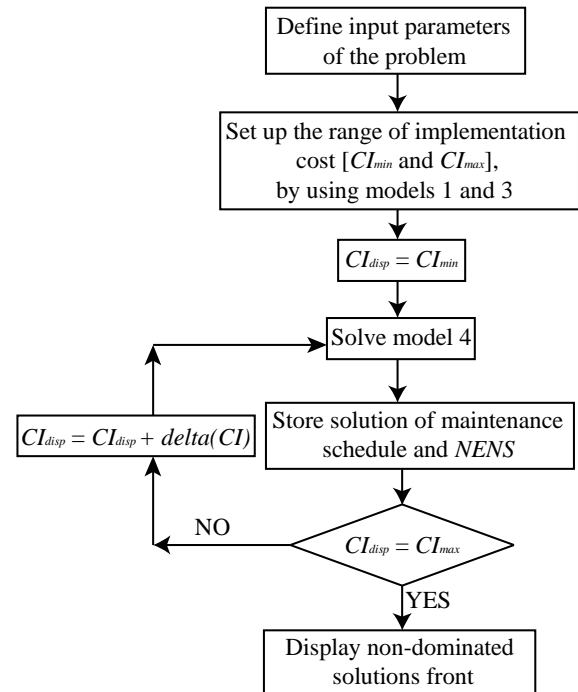 Define input parameters
of the problem
Set up the range of implementation
cost [CImin and CImax],
by using models 1 and 3
CIdisp = CImin
Solve model 4
Store solution of maintenance
schedule and NENS
CIdisp = CIdisp + delta(CI)
NO
CIdisp = CImax
YES
Display non-dominated
solutions front